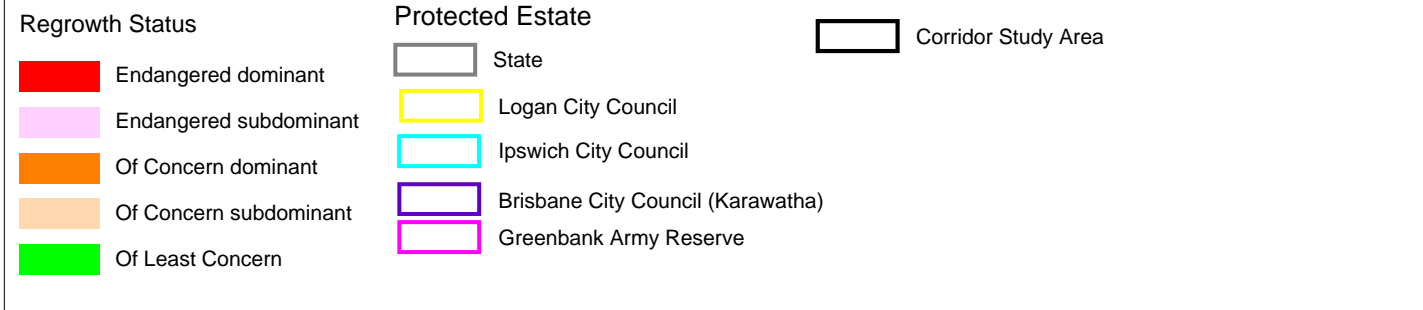 Regrowth Status
Endangered dominant
Endangered subdominant
Of Concern dominant
Of Concern subdominant
Of Least Concern
Protected Estate
State
Logan City Council
Ipswich City Council
Brisbane City Council (Karawatha)
Greenbank Army Reserve
Corridor Study Area